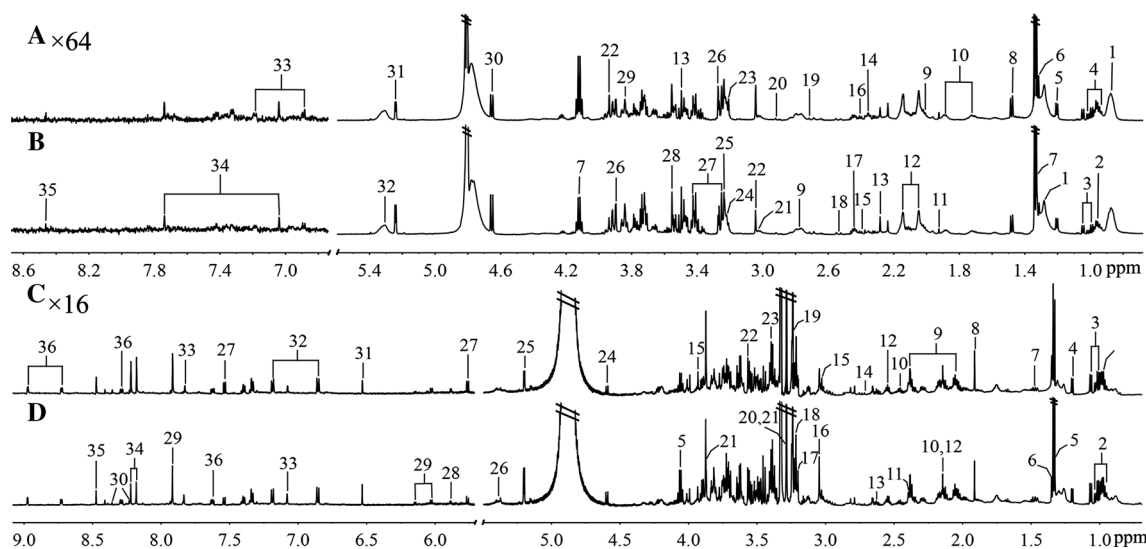 A ×64
33 31 30 22 29 13 26 23 20 19 16 14 9 10 8 6 5 4 1
B
35 34 32 7 26 28 27 25 24 22 21 9 18 17 15 13 12 11 7 1 3 2
8.6 8.2 7.8 7.4 7.0 5.4 5.0 4.6 4.2 3.8 3.4 3.0 2.6 2.2 1.8 1.4 1.0 ppm
C ×16
36 36 33 27 32 31 27 25 24 15 22 23 19 15 14 12 10 9 8 7 4 3
D
35 30 34 29 36 33 29 28 26 5 21 20,21 18 17 16 13 11 10,12 6 5 2
9.0 8.5 8.0 7.5 7.0 6.5 6.0 5.0 4.5 4.0 3.5 3.0 2.5 2.0 1.5 1.0 ppm